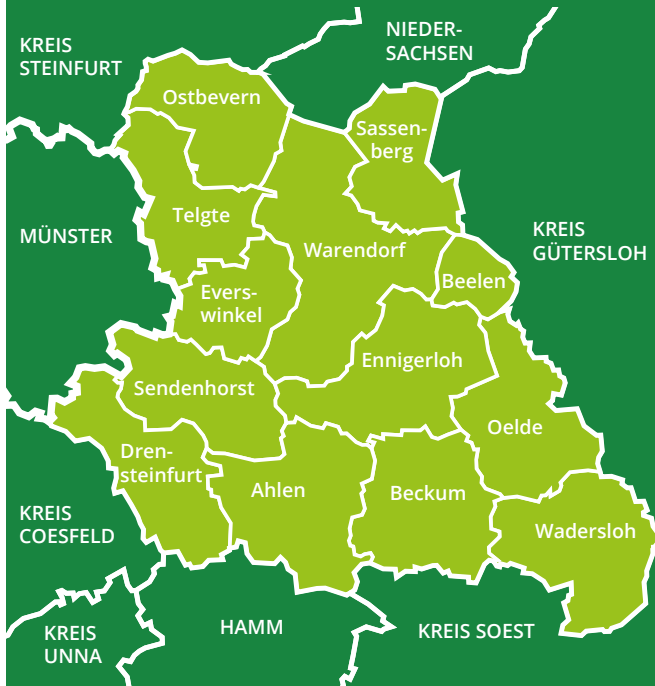 KREIS
STEINFURT
NIEDER-
SACHSEN
Ostbevern
Sassen-
berg
Telgte
MÜNSTER
Warendorf
KREIS
GÜTERSLOH
Beelen
Evers-
winkel
Ennigerloh
Sendenhorst
Oelde
Dren-
steinfurt
Ahlen
Beckum
KREIS
COESFELD
Wadersloh
KREIS
UNNA
HAMM
KREIS SOEST